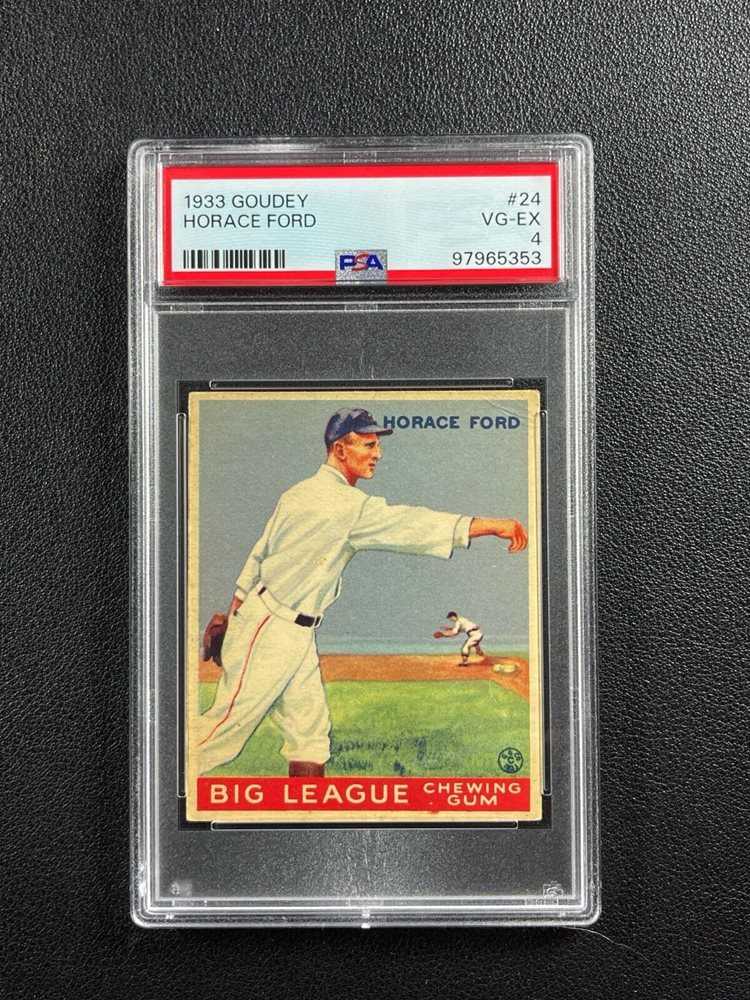 1933 GOUDEY #24
HORACE FORD VG-EX
4
PSA 97965353
HORACE FORD
BIG LEAGUE CHEWING
GUM